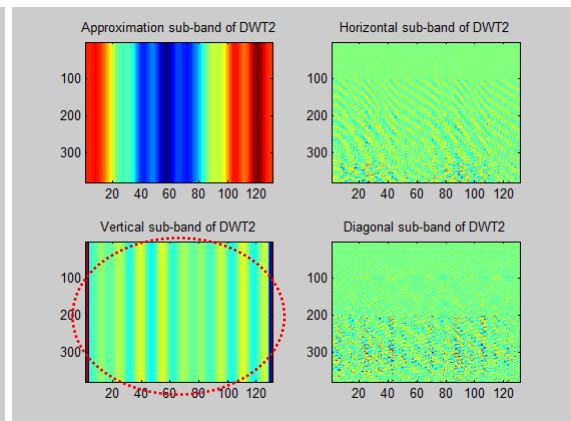 Approximation sub-band of DWT2
100
200
300
20 40 60 80 100 120
Horizontal sub-band of DWT2
100
200
300
20 40 60 80 100 120
Vertical sub-band of DWT2
100
200
300
20 40 60 80 100 120
Diagonal sub-band of DWT2
100
200
300
20 40 60 80 100 120